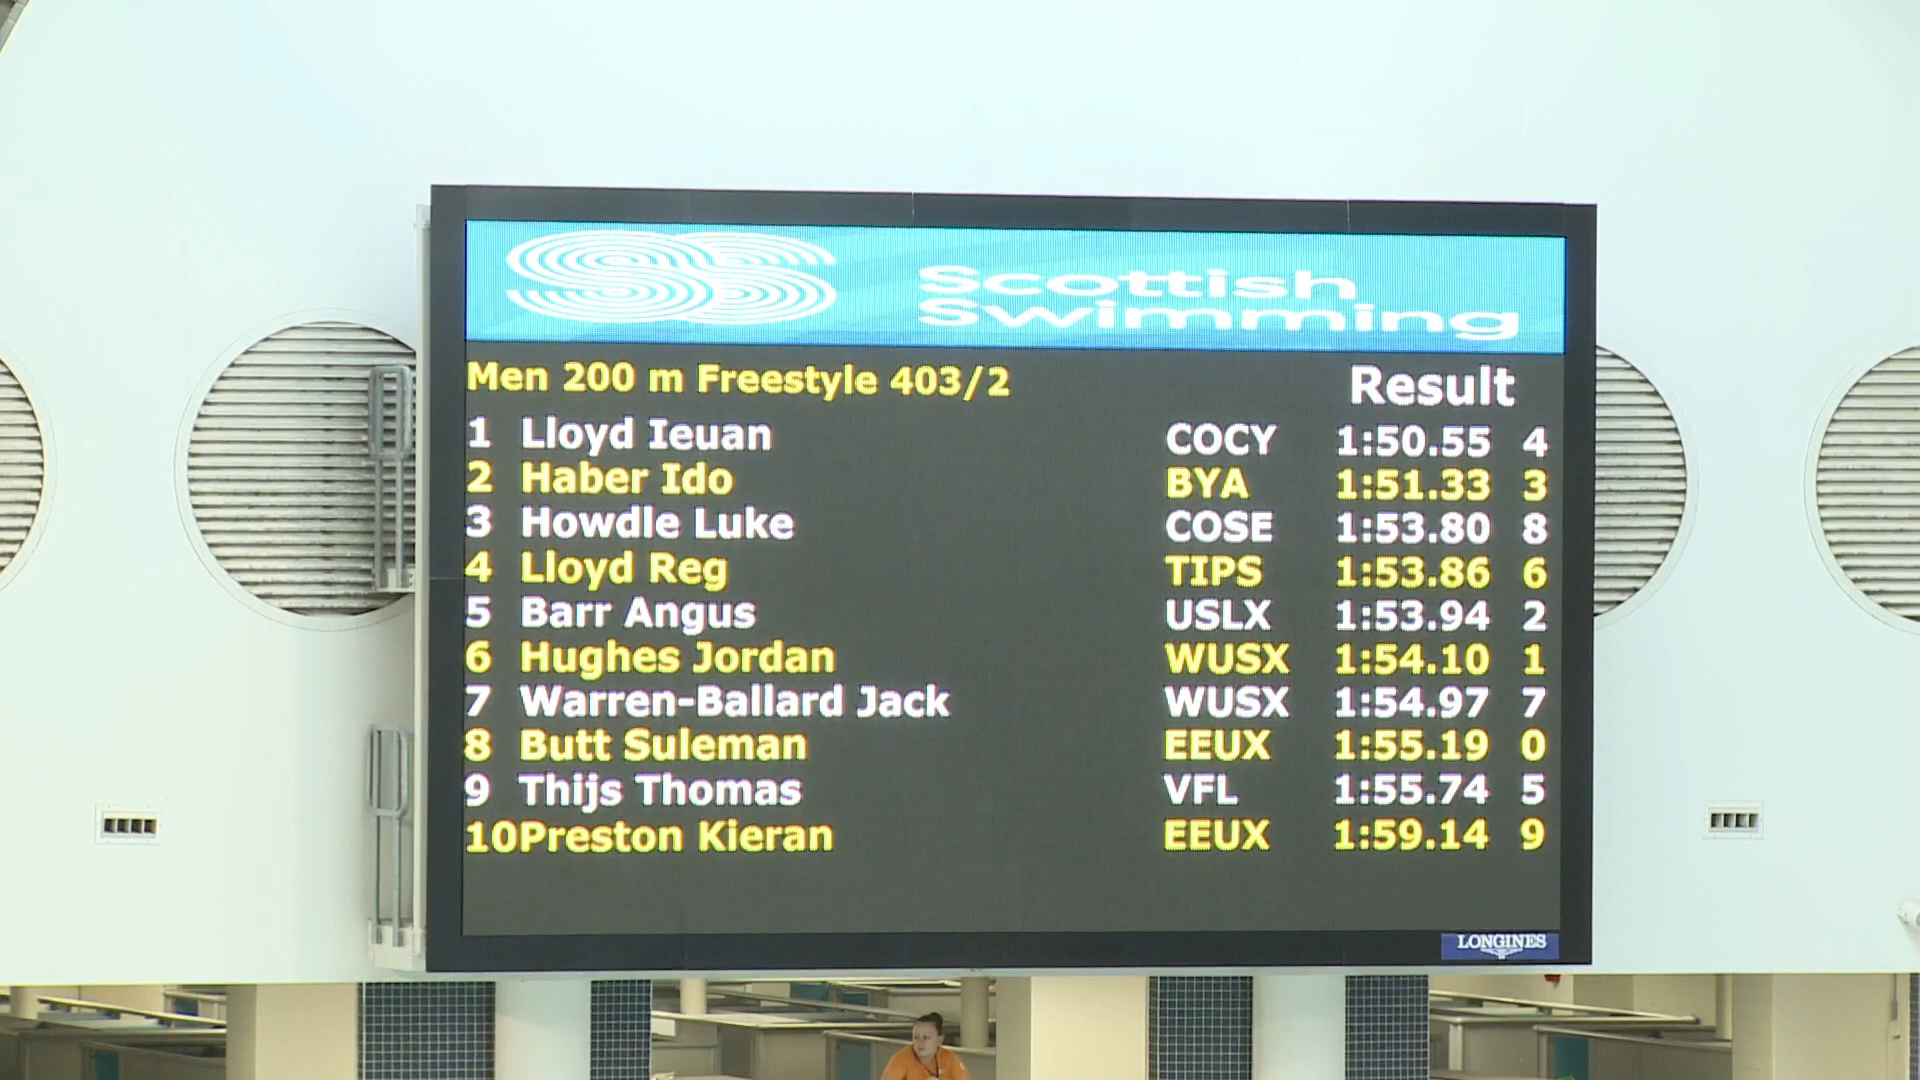 Scottish
Swimming
Men 200 m Freestyle 403/2 Result
1 Lloyd Ieuan COCY 1:50.55 4
2 Haber Ido BYA 1:51.33 3
3 Howdle Luke COSE 1:53.80 8
4 Lloyd Reg TIPS 1:53.86 6
5 Barr Angus USLX 1:53.94 2
6 Hughes Jordan WUSX 1:54.10 1
7 Warren-Ballard Jack WUSX 1:54.97 7
8 Butt Suleman EEUX 1:55.19 0
9 Thijs Thomas VFL 1:55.74 5
10 Preston Kieran EEUX 1:59.14 9
LONGINES